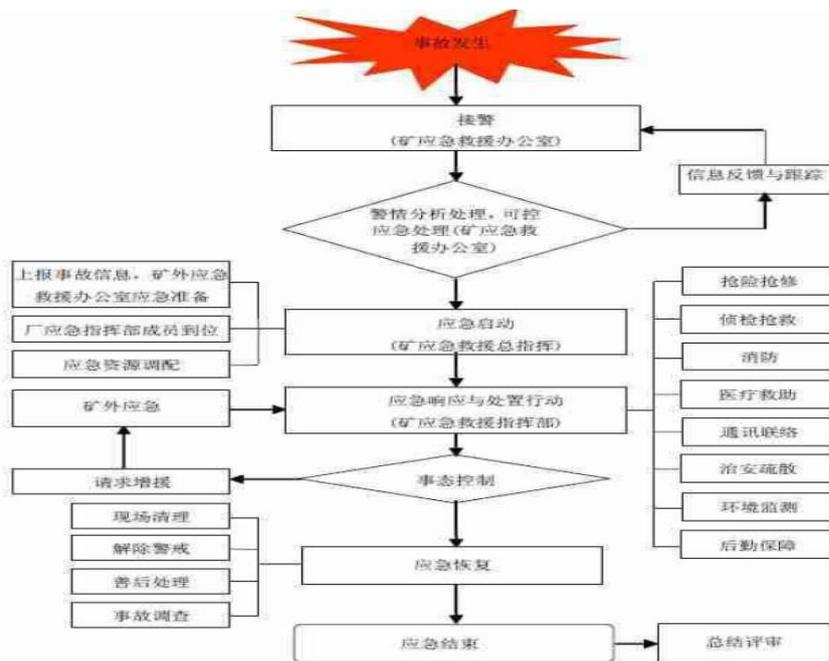 事故发生
接警
(矿应急救援办公室)
信息反馈与跟踪
警情分析处理，可控
应急处理(矿应急救
援办公室)
上报事故信息，矿外应急
救援办公室应急准备
厂应急指挥部成员到位
应急资源调配
应急启动
(矿应急救援总指挥)
抢险抢修
侦检抢救
消防
医疗救助
通讯联络
治安疏散
环境监测
后勤保障
矿外应急
应急响应与处置行动
(矿应急救援指挥部)
请求增援
事态控制
现场清理
解除警戒
善后处理
事故调查
应急恢复
应急结束
总结评审